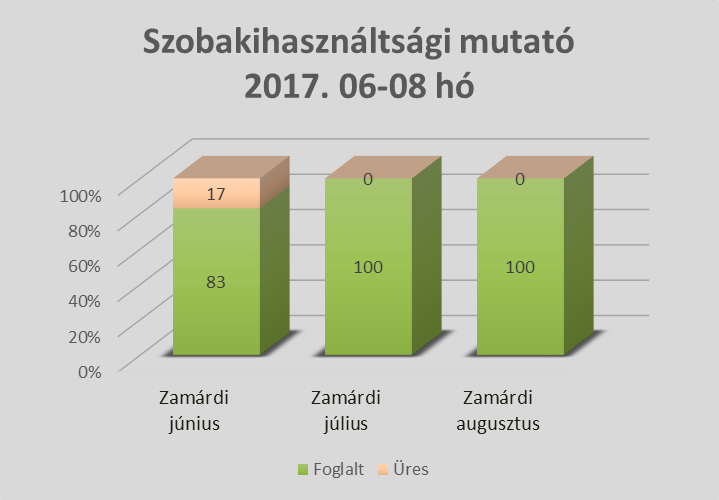 Szobakihasználtsági mutató
2017. 06-08 hó
100%
80%
60%
40%
20%
0%
17
83
0
100
0
100
Zamárdi
június
Zamárdi
július
Zamárdi
augusztus
Foglalt Üres